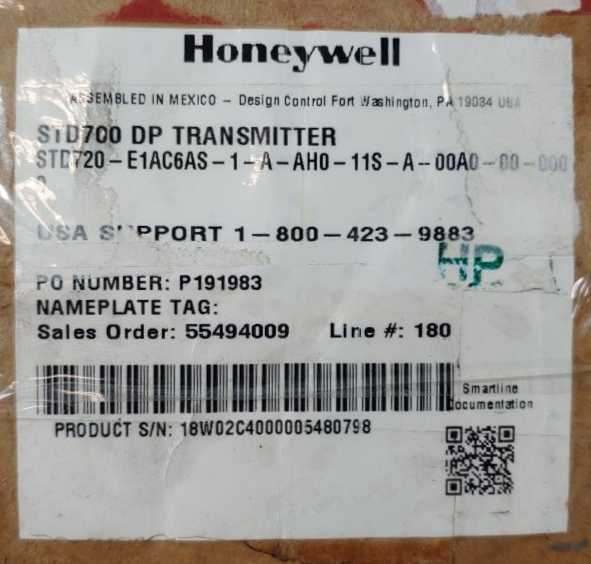 Honeywell
ASSEMBLED IN MEXICO – Design Control Fort Washington, PA 19034 USA
STD700 DP TRANSMITTER
STD720–E1AC6AS–1–A–AH0–11S–A–00A0–00–000
0
USA SUPPORT 1–800–423–9883
HP
PO NUMBER: P191983
NAMEPLATE TAG:
Sales Order: 55494009 Line #: 180
Smartline
Documentation
PRODUCT S/N: 18W02C4000005480798